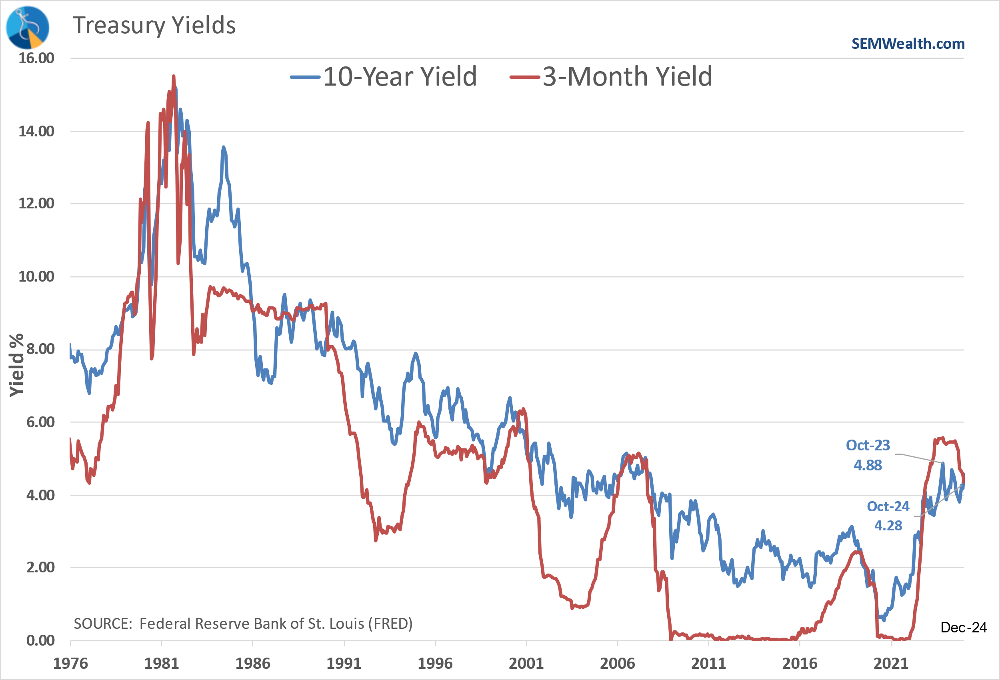 Treasury Yields
SEMWealth.com
10-Year Yield
3-Month Yield
Yield %
16.00
14.00
12.00
10.00
8.00
6.00
4.00
2.00
0.00
Oct-23
4.88
Oct-24
4.28
SOURCE:  Federal Reserve Bank of St. Louis (FRED)
Dec-24
1976
1981
1986
1991
1996
2001
2006
2011
2016
2021